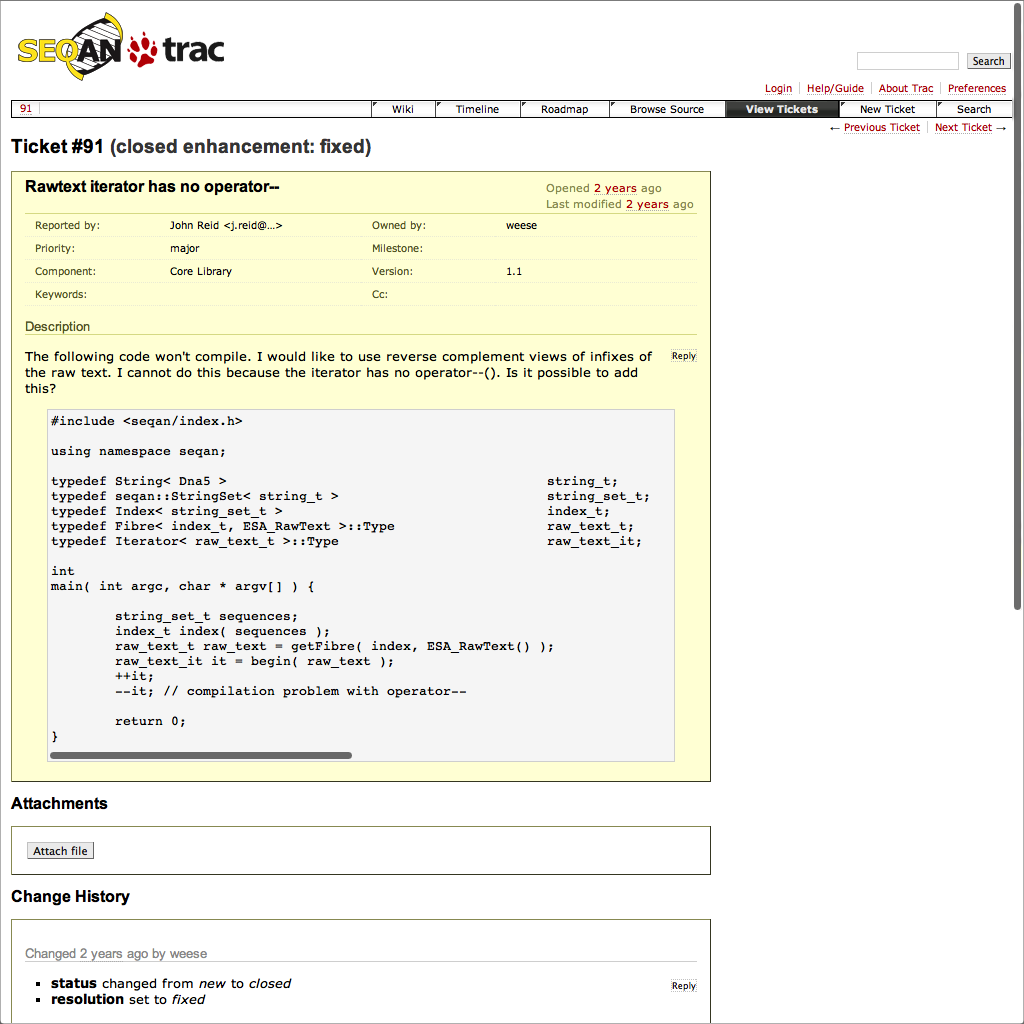 SEQAN trac
Search
Login Help/Guide About Trac Preferences
91 Wiki Timeline Roadmap Browse Source View Tickets New Ticket Search
← Previous Ticket Next Ticket →
Ticket #91 (closed enhancement: fixed)
Rawtext iterator has no operator--
Opened 2 years ago
Last modified 2 years ago
Reported by: John Reid <j.reid@...> Owned by: weese
Priority: major Milestone:
Component: Core Library Version: 1.1
Keywords: Cc:
Description
The following code won't compile. I would like to use reverse complement views of infixes of Reply
the raw text. I cannot do this because the iterator has no operator--(). Is it possible to add
this?
#include <seqan/index.h>
using namespace seqan;
typedef String< Dna5 > string_t;
typedef seqan::StringSet< string_t > string_set_t;
typedef Index< string_set_t > index_t;
typedef Fibre< index_t, ESA_RawText >::Type raw_text_t;
typedef Iterator< raw_text_t >::Type raw_text_it;
int
main( int argc, char * argv[] ) {
string_set_t sequences;
index_t index( sequences );
raw_text_t raw_text = getFibre( index, ESA_RawText() );
raw_text_it it = begin( raw_text );
++it;
--it; // compilation problem with operator--
return 0;
}
Attachments
Attach file
Change History
Changed 2 years ago by weese
▪ status changed from new to closed Reply
▪ resolution set to fixed